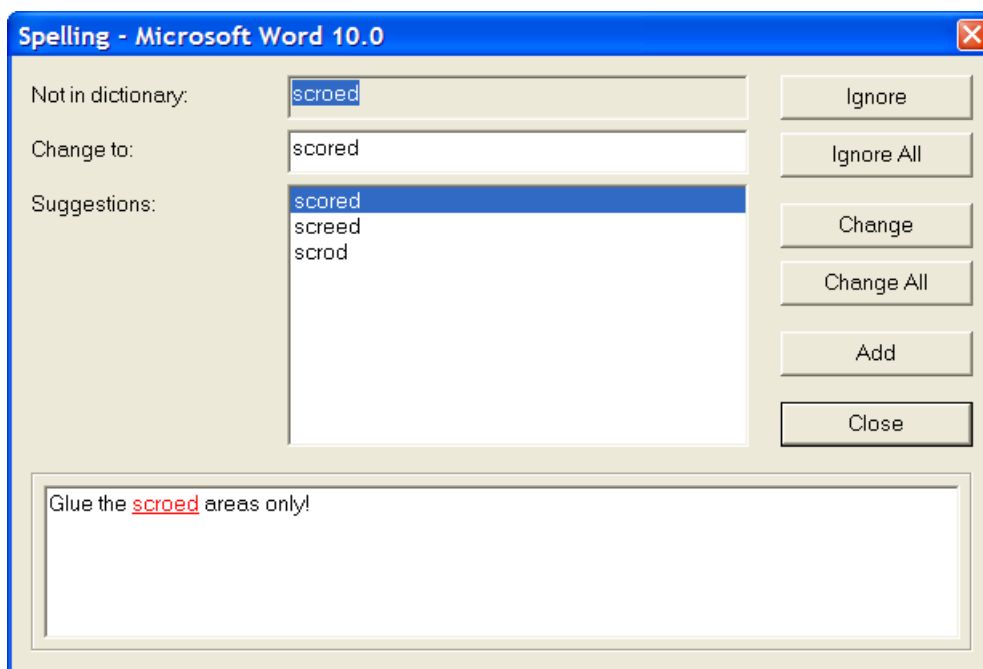 Spelling - Microsoft Word 10.0
Not in dictionary:
scroed
Ignore
Change to:
scored
Ignore All
Suggestions:
scored
screed
scrod
Change
Change All
Add
Close
Glue the scroed areas only!